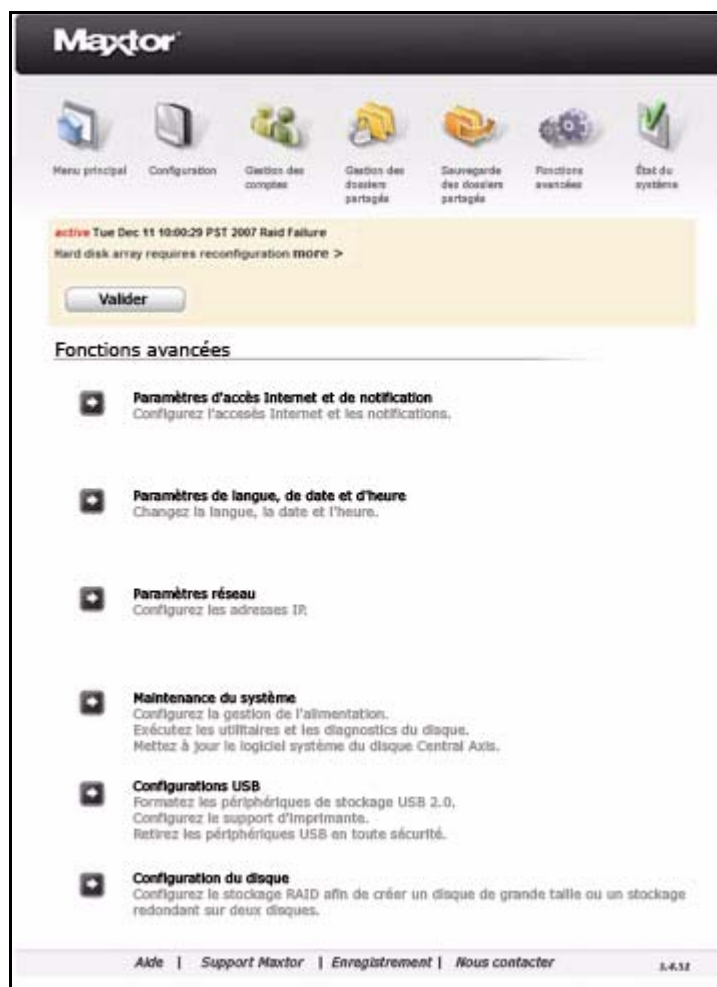 Maxtor
Menu principal
Configuration
Gestion des
comptes
Gestion des
dossiers
partagés
Sauvegarde
des dossiers
partagés
Fonctions
avancées
État du
système
active Tue Dec 11 10:00:29 PST 2007 Raid Failure
Hard disk array requires reconfiguration more >
Valider
Fonctions avancées
Paramètres d'accès Internet et de notification
Configurez l'accesés Internet et les notifications.
Paramètres de langue, de date et d'heure
Changez la langue, la date et l'heure.
Paramètres réseau
Configurez les adresses IP.
Maintenance du système
Configurez la gestion de l'alimentation.
Exécutez les utilitaires et les diagnostics du disque.
Mettez à jour le logiciel système du disque Central Axis.
Configurations USB
Formatez les périphériques de stockage USB 2.0.
Configurez le support d'imprimante.
Retirez les périphériques USB en toute sécurité.
Configuration du disque
Configurez le stockage RAID afin de créer un disque de grande taille ou un stockage
redondant sur deux disques.
Aide | Support Maxtor | Enregistrement | Nous contacter